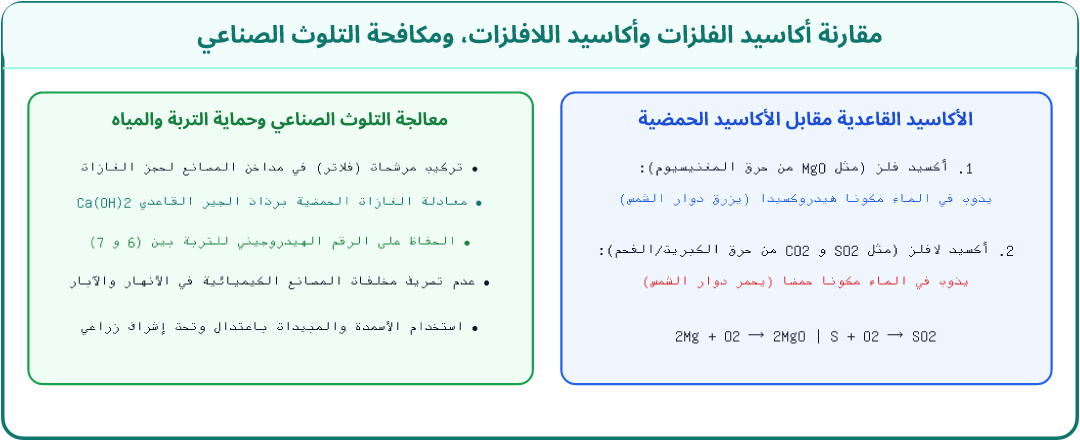 مقارنة أكاسيد الفلزات وأكاسيد اللافلزات، ومكافحة التلوث الصناعي
الأكاسيد القاعدية مقابل الأكاسيد الحمضية
1. أكسيد فلز (مثل MgO من حرق المغنيسيوم):
يذوب في الماء مكونا هيدروكسيدا (يزرق دوار الشمس)
2. أكسيد لافلز (مثل SO2 و CO2 من حرق الكبريت/الفحم):
يذوب في الماء مكونا حمضا (يحمر دوار الشمس)
2Mg + O2 → 2MgO | S + O2 → SO2
معالجة التلوث الصناعي وحماية التربة والمياه
• تركيب مرشحات (فلاتر) في مداخن المصانع لحجز الغازات
• معادلة الغازات الحمضية برذاذ الجير القاعدي Ca(OH)2
• الحفاظ على الرقم الهيدروجيني للتربة بين (6 و 7)
• عدم تصريف مخلفات المصانع الكيميائية في الأنهار والآبار
• استخدام الأسمدة والمبيدات باعتدال وتحت إشراف زراعي